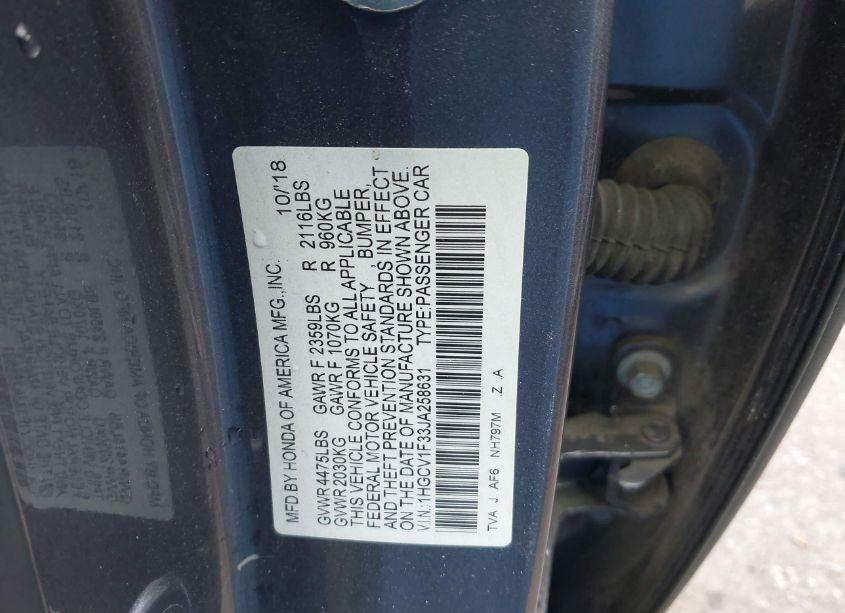 MFD.BY HONDA OF AMERICA MFG.,INC. 10/'18
GVWR 4475LBS GAWR F 2359LBS R 2116LBS
GVWR 2030KG GAWR F 1070KG R 960KG
THIS VEHICLE CONFORMS TO ALL APPLICABLE
FEDERAL MOTOR VEHICLE SAFETY , BUMPER,
AND THEFT PREVENTION STANDARDS IN EFFECT
ON THE DATE OF MANUFACTURE SHOWN ABOVE.
V.I.N.:1HGCV1F33JA258631 TYPE:PASSENGER CAR
TVA J AF6 NH797M .Z .A